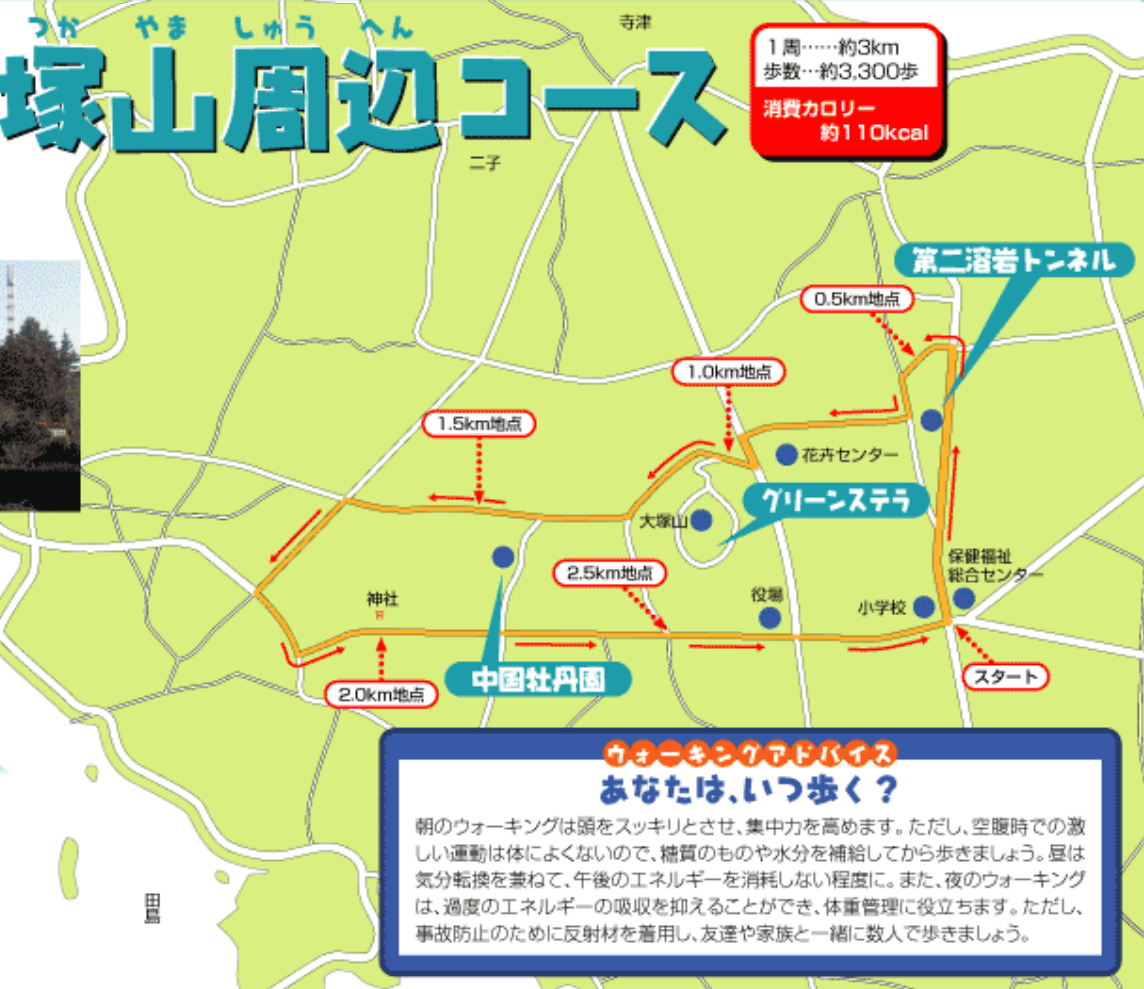 つか やま しゅう へん
塚山周辺コース
寺津
1周……約3km
歩数…約3,300歩
消費カロリー
約110kcal
二子
第二溶岩トンネル
0.5km地点
1.0km地点
1.5km地点
花卉センター
グリーンステラ
大塚山
2.5km地点
保健福祉
総合センター
役場
小学校
神社
中国牡丹園
スタート
2.0km地点
ウォーキングアドバイス
あなたは、いつ歩く?
朝のウォーキングは頭をスッキリとさせ、集中力を高めます。ただし、空腹時での激
しい運動は体によくないので、糖質のものや水分を補給してから歩きましょう。昼は
気分転換を兼ねて、午後のエネルギーを消耗しない程度に。また、夜のウォーキング
は、過度のエネルギーの吸収を抑えることができ、体重管理に役立ちます。ただし、
事故防止のために反射材を着用し、友達や家族と一緒に数人で歩きましょう。
田島